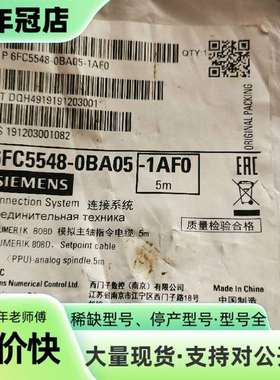 年冠店
P 6FC5548-0BA05-1AF0
QTY 1
T DQH4919191203001
S 191203001082
ORIGINAL PACKING
6FC5548-0BA05
-1AF0
5m
SIEMENS
EAC
Connection System 连接系统
единительная техника
质量检验合格
NUMERIK 808D 模拟主轴指令电缆,5m
NUMERIK 808D. Setpoint cable
(PPU)-analog spindle,5m
ns Numerical Control Ltd.
西门子数控(南京)有限公司
江苏省南京市江宁区西门子路18号
Made in China
中国制造
年老师傅
稀缺型号、停产型号·型号全
价快
大量现货·支持对公